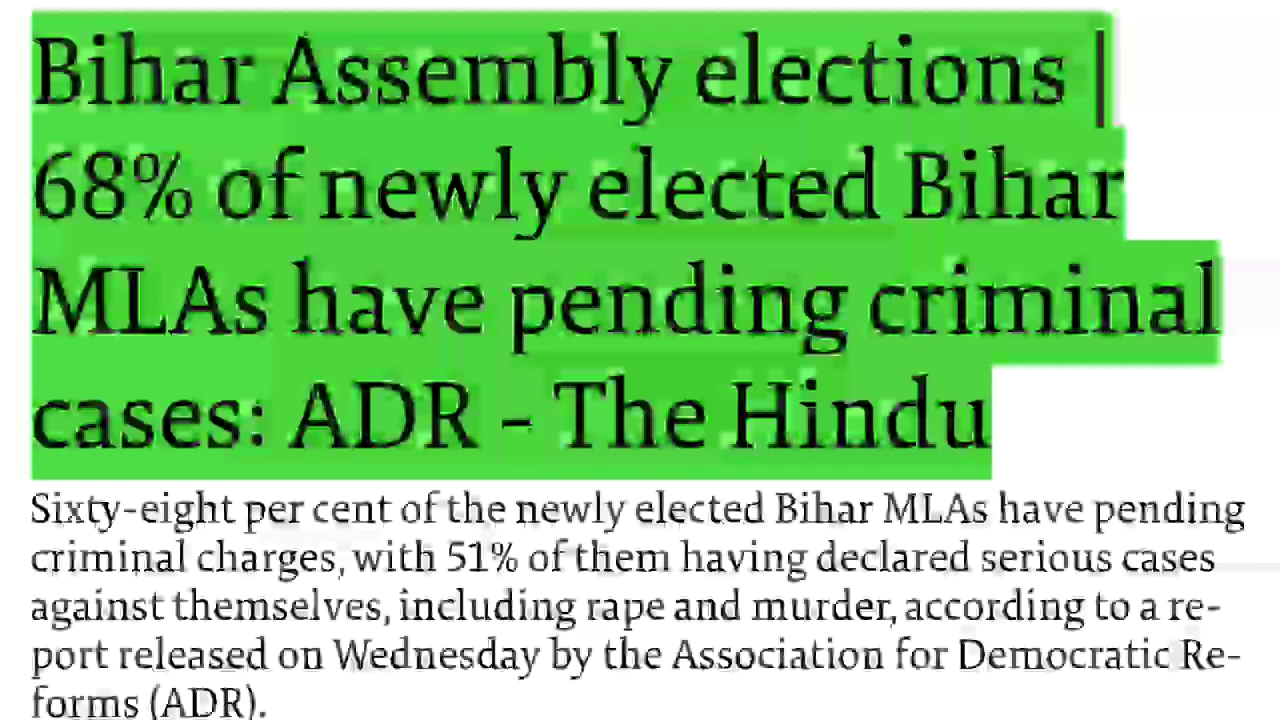 Bihar Assembly elections |
68% of newly elected Bihar
MLAs have pending criminal
cases: ADR – The Hindu
Sixty-eight per cent of the newly elected Bihar MLAs have pending
criminal charges, with 51% of them having declared serious cases
against themselves, including rape and murder, according to a re-
port released on Wednesday by the Association for Democratic Re-
forms (ADR).